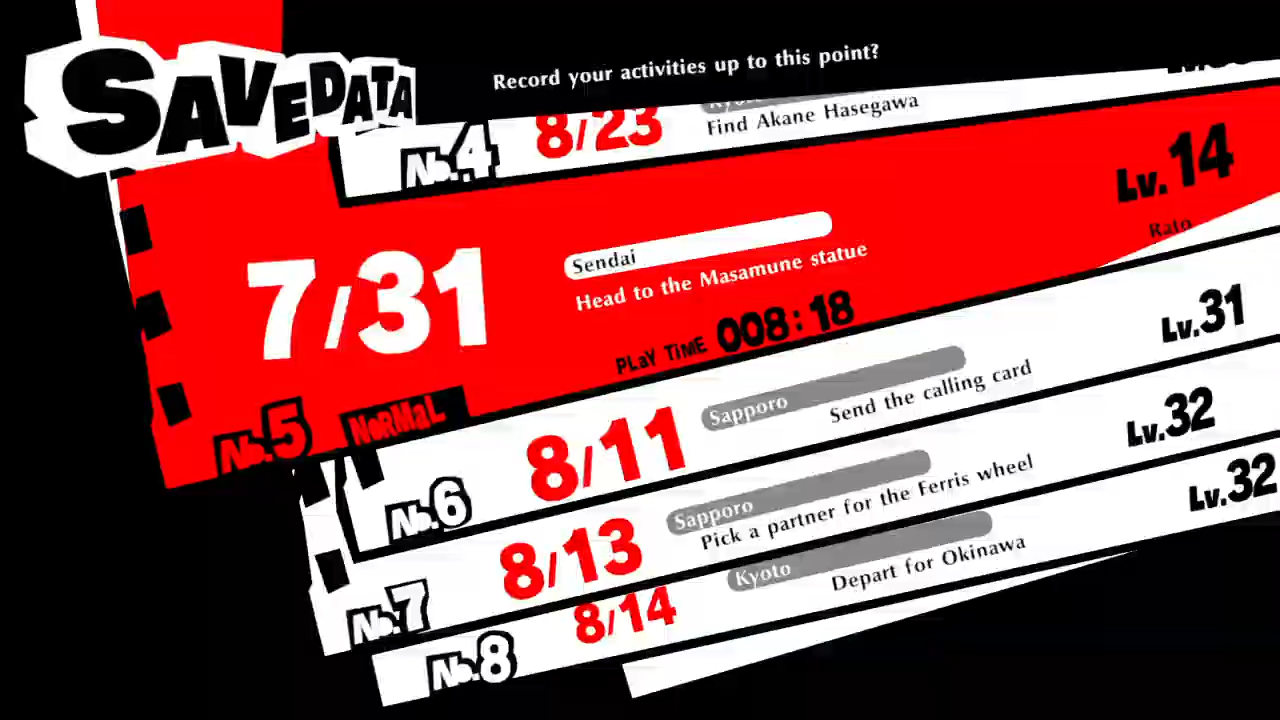 SAVEDATA
Record your activities up to this point?
No.4 8/23 Find Akane Hasegawa
No.5 7/31 Sendai Lv.14
Head to the Masamune statue Rato
PLaY TiME 008:18
NoRMaL
No.6 8/11 Sapporo Lv.31
Send the calling card
No.7 8/13 Sapporo Lv.32
Pick a partner for the Ferris wheel
No.8 8/14 Kyoto Lv.32
Depart for Okinawa